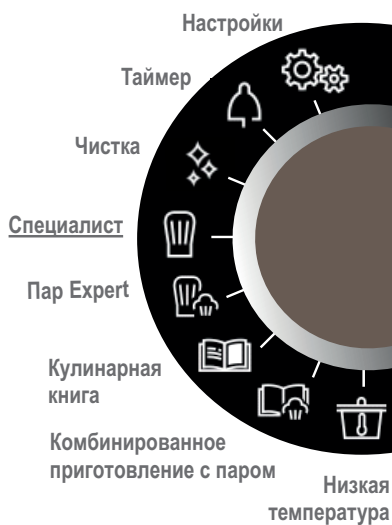 Настройки
Таймер
Чистка
Специалист
Пар Expert
Кулинарная
книга
Комбинированное
приготовление с паром
Низкая
температура